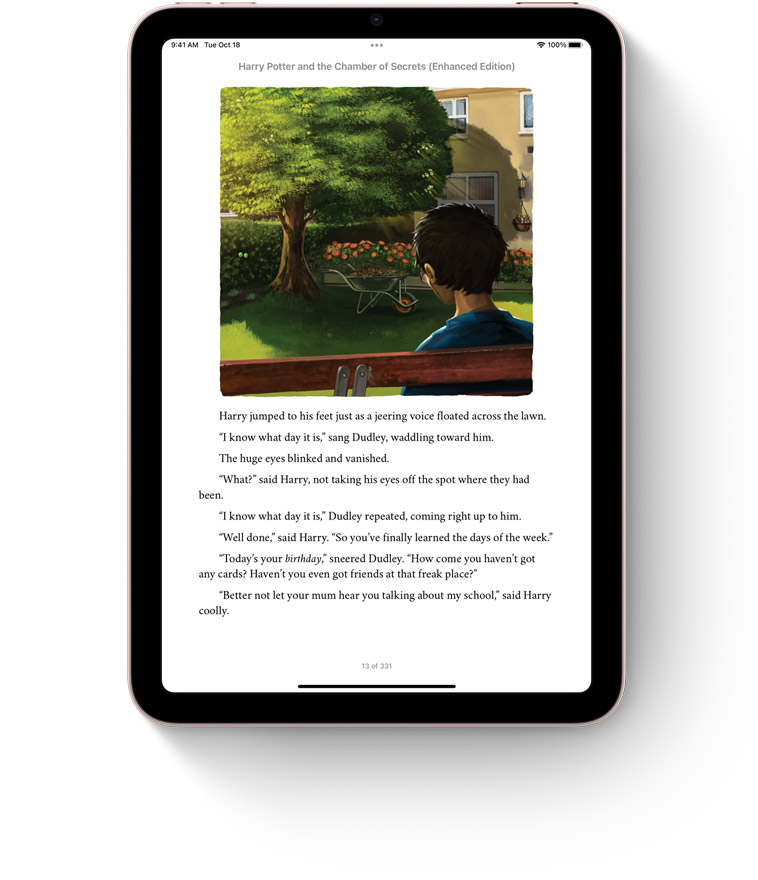 9:41 AM Tue Oct 18 100%
Harry Potter and the Chamber of Secrets (Enhanced Edition)
Harry jumped to his feet just as a jeering voice floated across the lawn.
“I know what day it is,” sang Dudley, waddling toward him.
The huge eyes blinked and vanished.
“What?” said Harry, not taking his eyes off the spot where they had
been.
“I know what day it is,” Dudley repeated, coming right up to him.
“Well done,” said Harry. “So you’ve finally learned the days of the week.”
“Today’s your birthday,” sneered Dudley. “How come you haven’t got
any cards? Haven’t you even got friends at that freak place?”
“Better not let your mum hear you talking about my school,” said Harry
coolly.
13 of 331